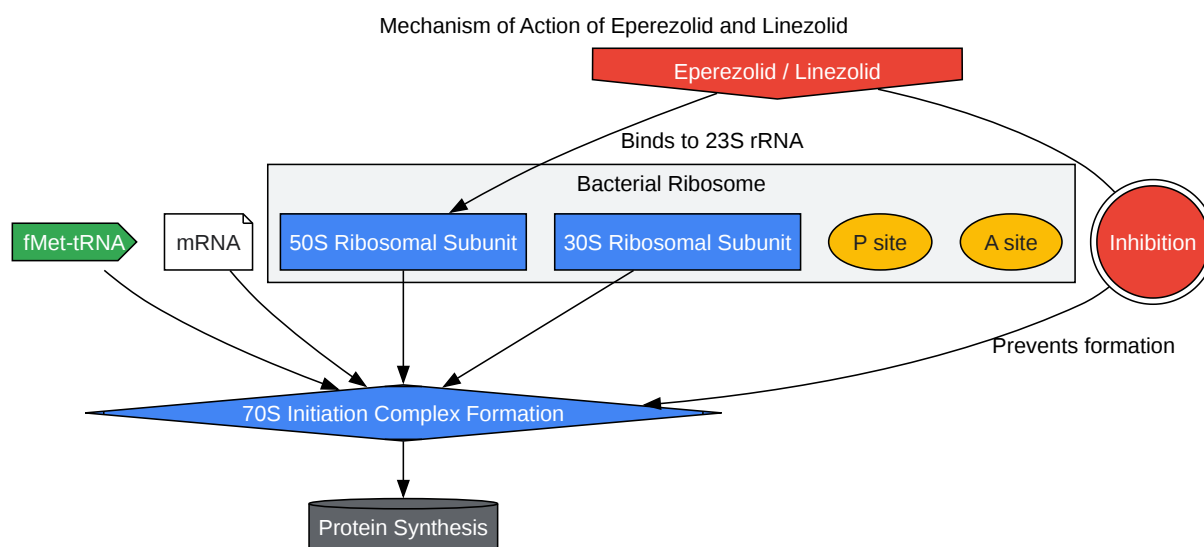 Mechanism of Action of Eperezolid and Linezolid
Eperezolid / Linezolid
Binds to 23S rRNA
Bacterial Ribosome
fMet-tRNA
mRNA
50S Ribosomal Subunit
30S Ribosomal Subunit
P site
A site
Inhibition
Prevents formation
70S Initiation Complex Formation
Protein Synthesis